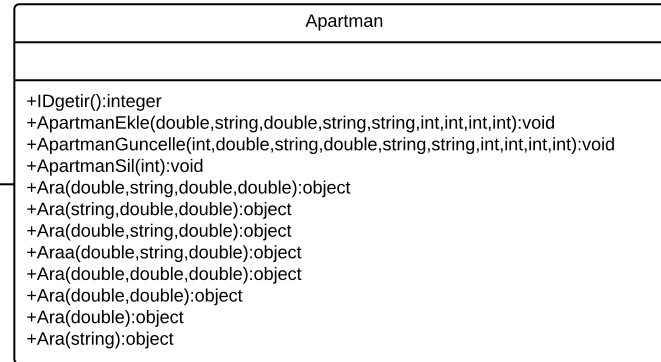 Apartman
+IDgetir():integer
+ApartmanEkle(double,string,double,string,string,int,int,int,int):void
+ApartmanGuncelle(int,double,string,double,string,string,int,int,int,int):void
+ApartmanSil(int):void
+Ara(double,string,double,double):object
+Ara(string,double,double):object
+Ara(double,string,double):object
+Araa(double,string,double):object
+Ara(double,double,double):object
+Ara(double,double):object
+Ara(double):object
+Ara(string):object